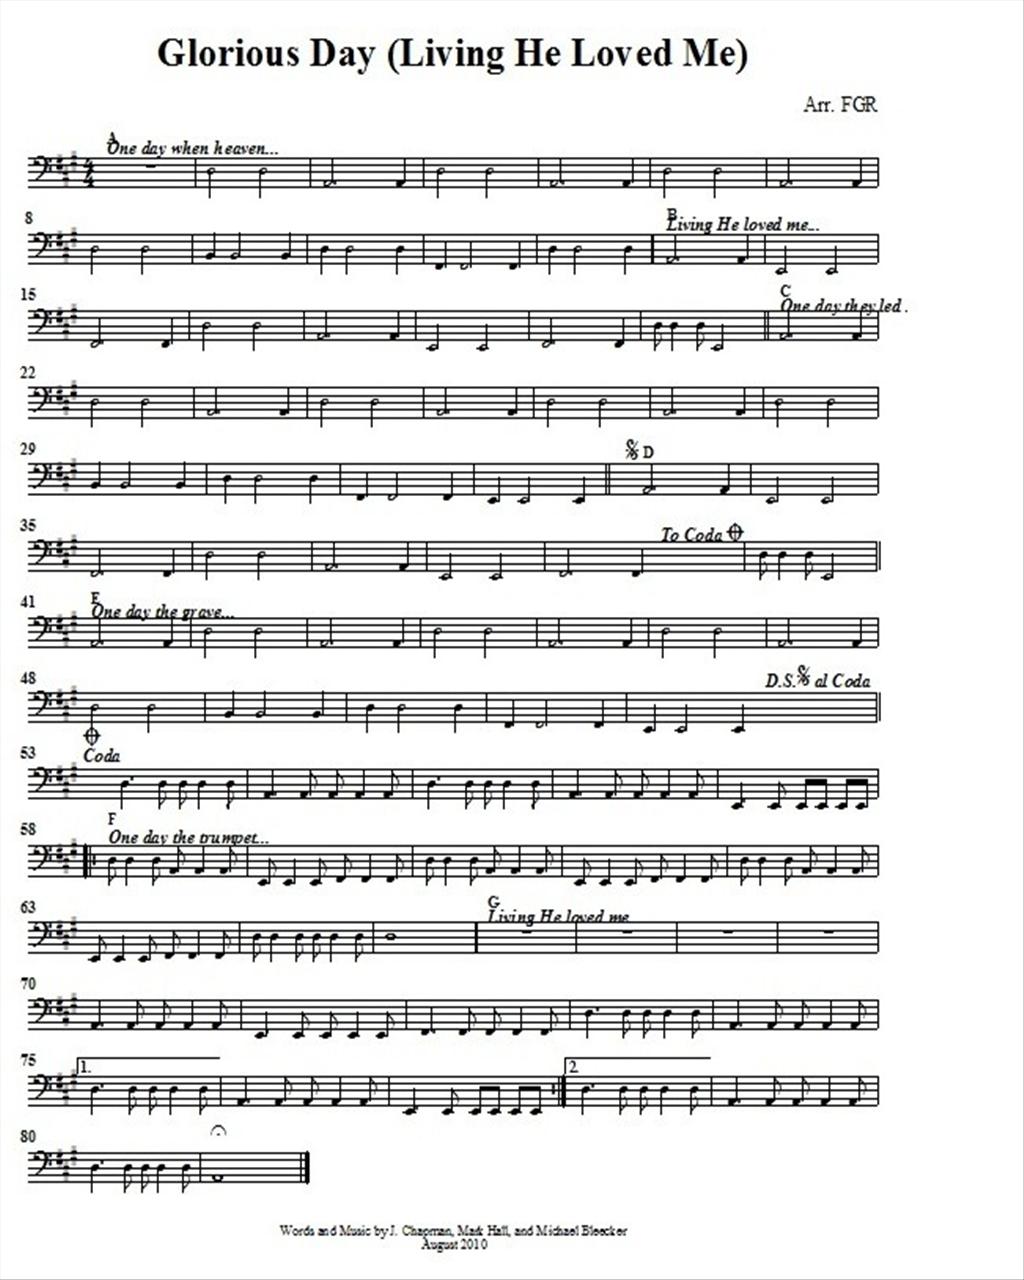 Glorious Day (Living He Loved Me)
Arr. FGR
A
One day when heaven...
4
4
8
B
Living He loved me...
15
C
One day they led .
22
29
D
35
To Coda
41
E
One day the grave...
48
D.S. al Coda
53
Coda
58
F
One day the trumpet...
63
G
Living He loved me
70
75
1.
2.
80
Words and Music by J. Chapman, Mark Hall, and Michael Bleecker
August 2010